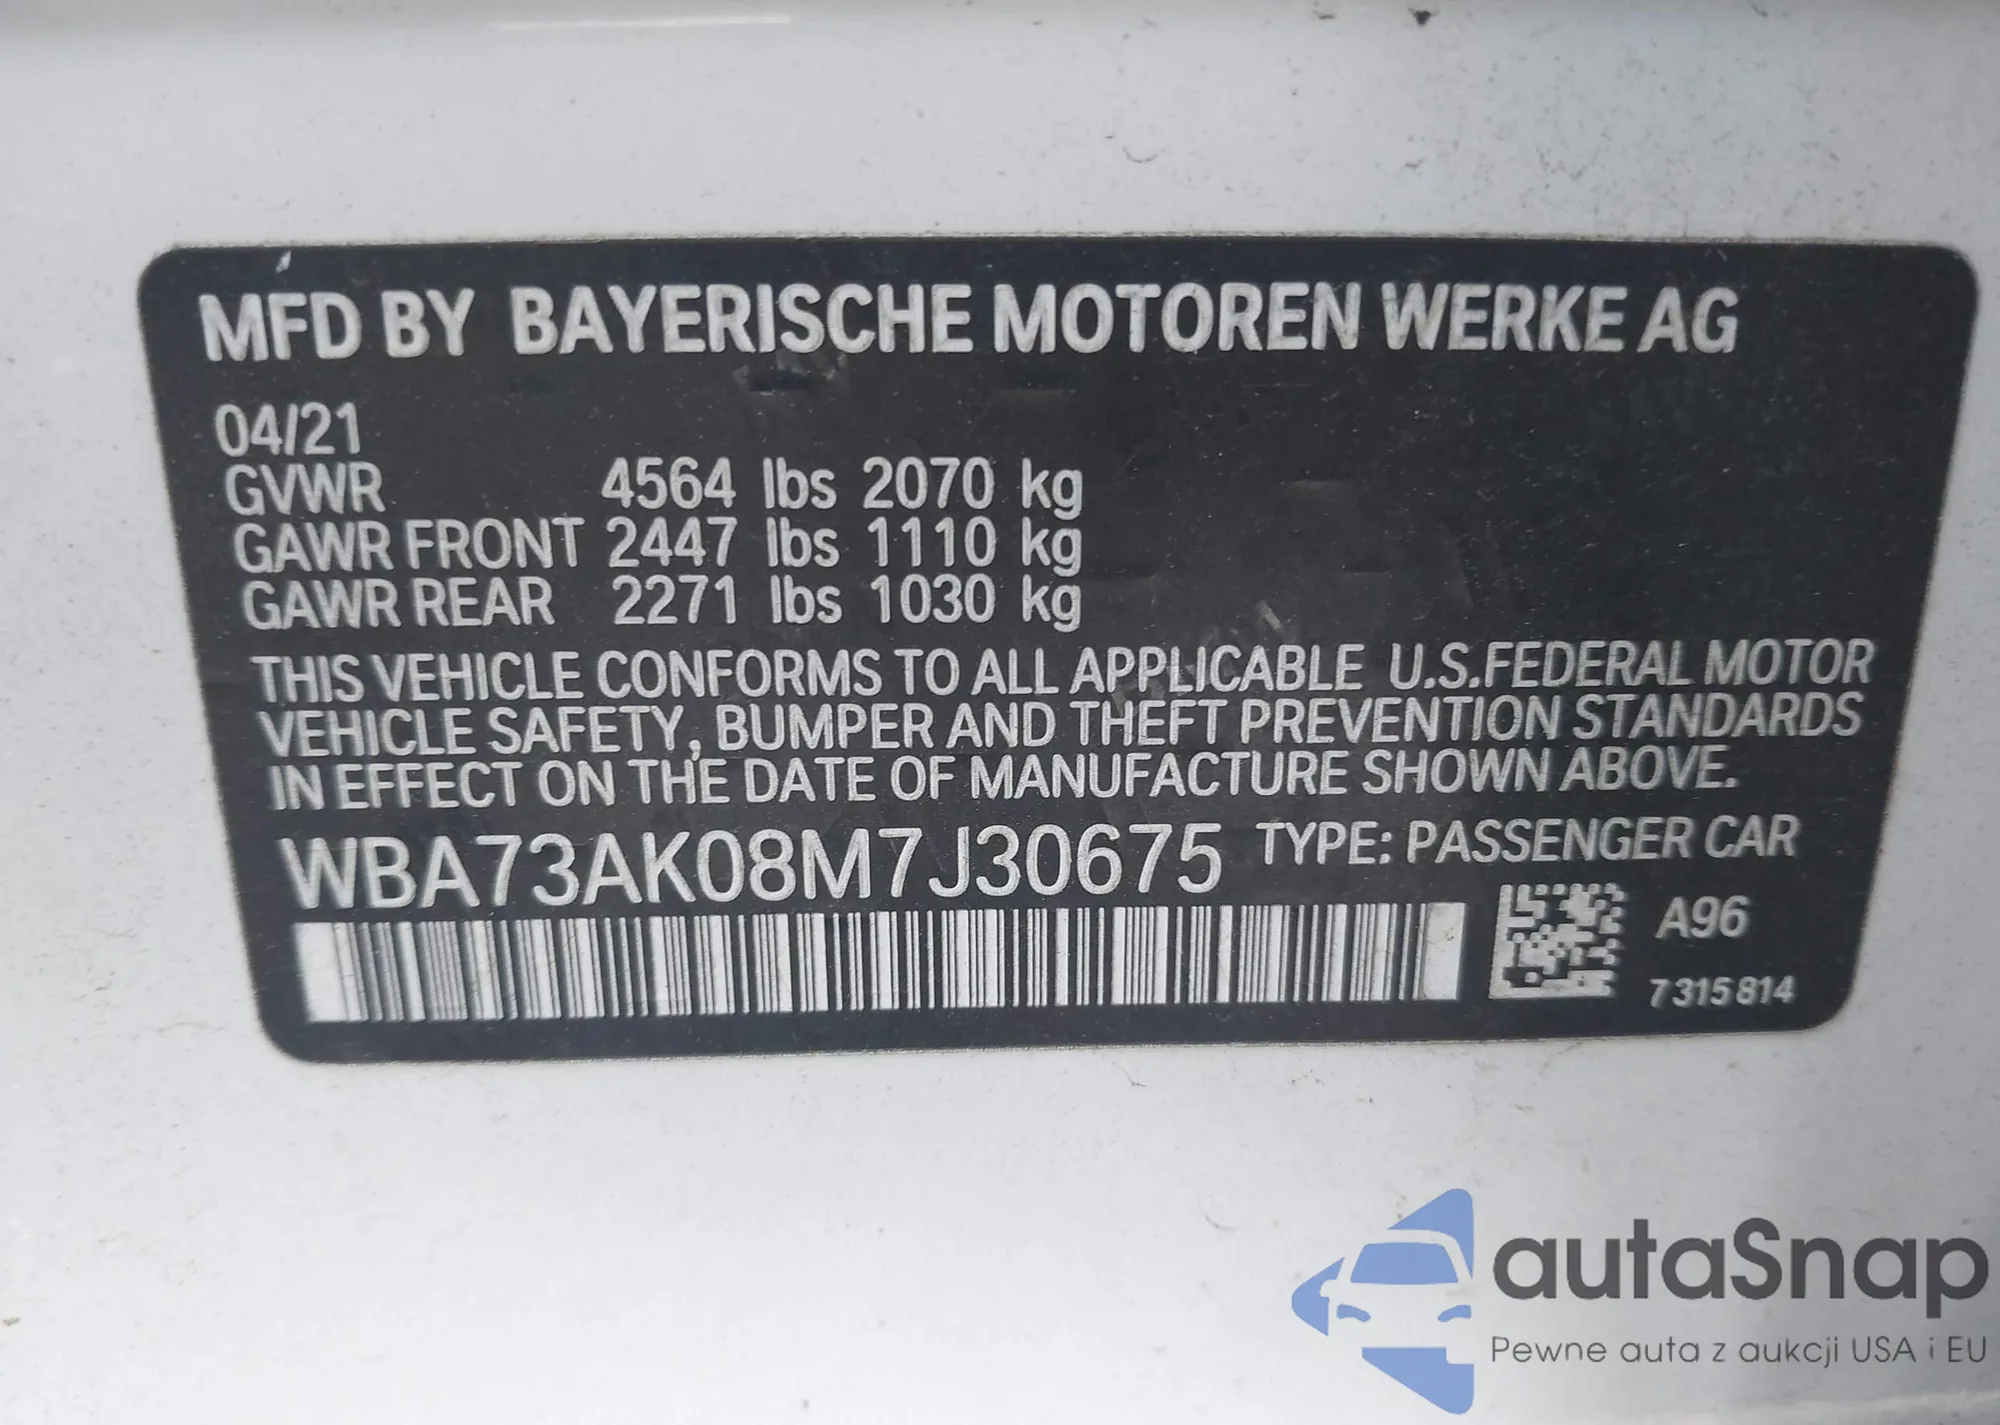 MFD BY BAYERISCHE MOTOREN WERKE AG
04/21
GVWR 4564 lbs 2070 kg
GAWR FRONT 2447 lbs 1110 kg
GAWR REAR 2271 lbs 1030 kg
THIS VEHICLE CONFORMS TO ALL APPLICABLE U.S.FEDERAL MOTOR
VEHICLE SAFETY, BUMPER AND THEFT PREVENTION STANDARDS
IN EFFECT ON THE DATE OF MANUFACTURE SHOWN ABOVE.
WBA73AK08M7J30675 TYPE: PASSENGER CAR
A96
7315814
autaSnap
Pewne auta z aukcji USA i EU